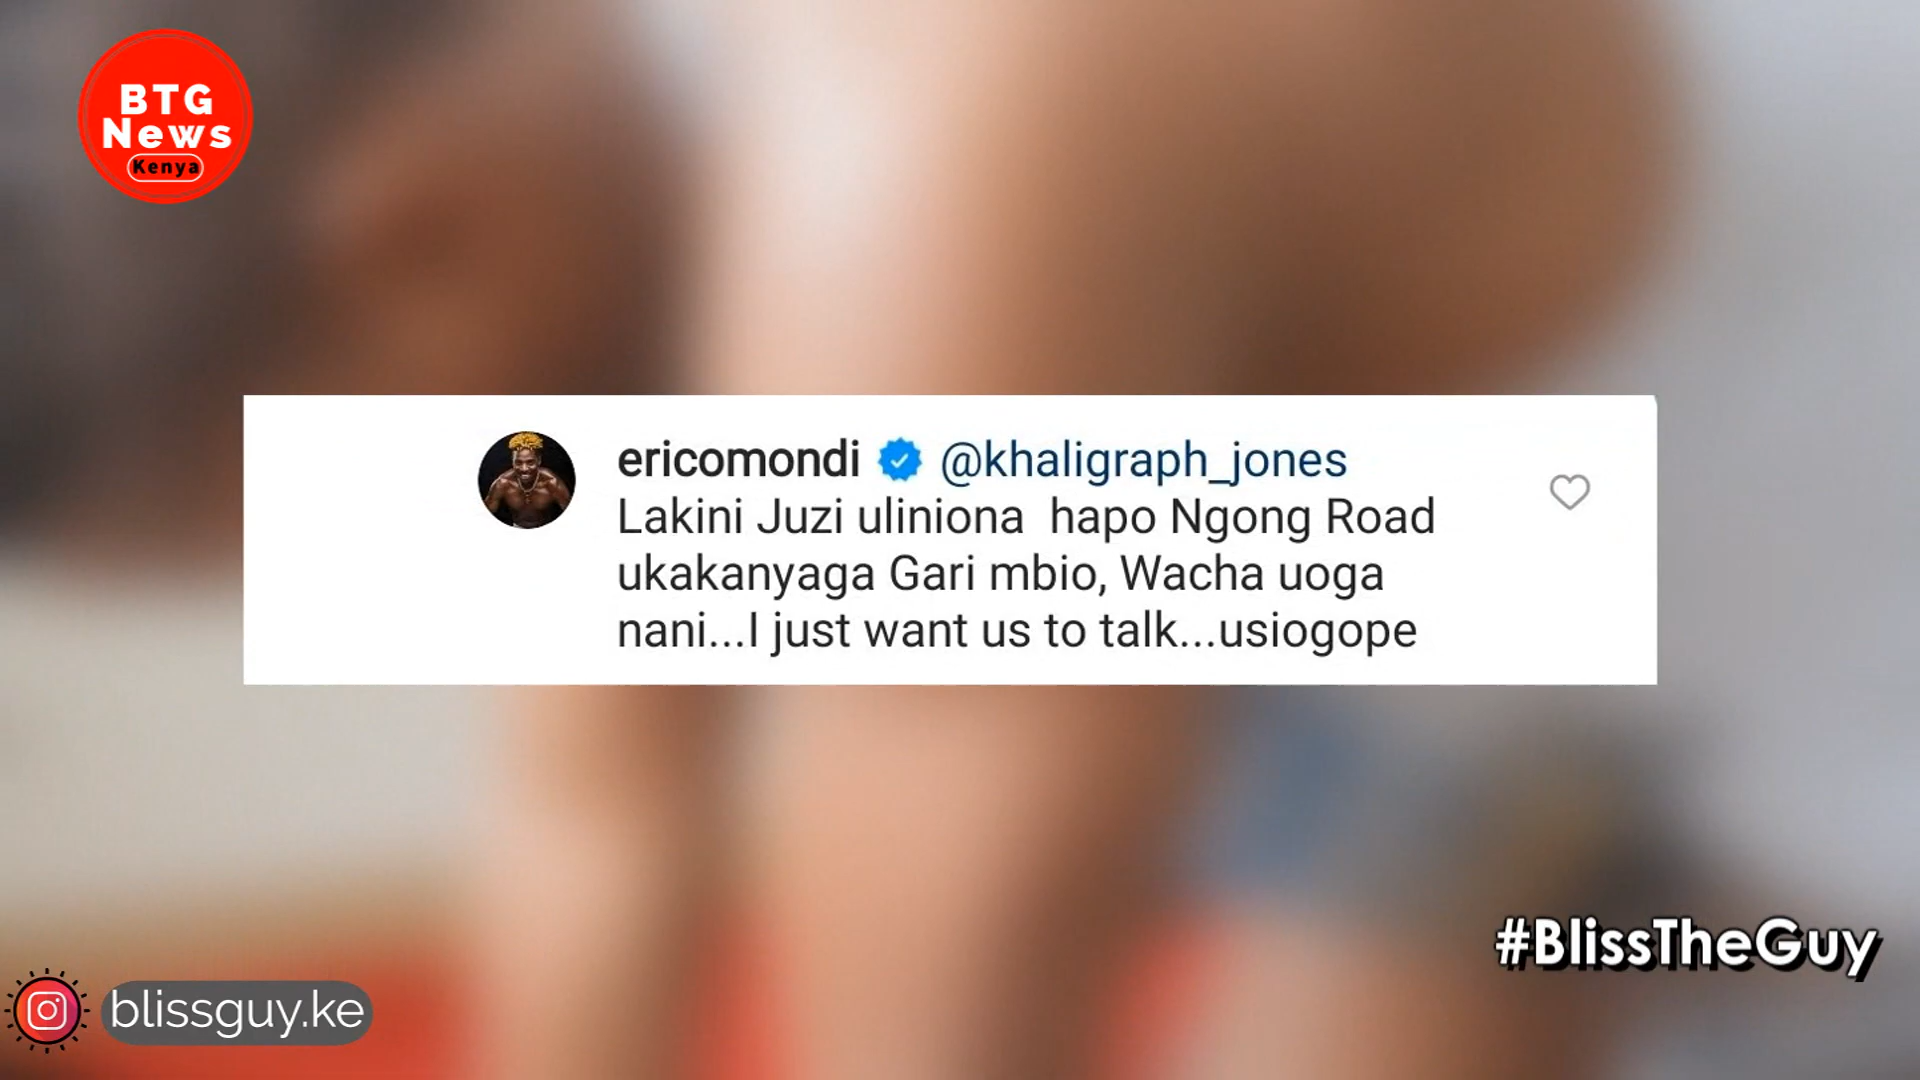 BTG
News
Kenya
ericomondi @khaligraph_jones
Lakini Juzi uliniona hapo Ngong Road
ukakanyaga Gari mbio, Wacha uoga
nani...I just want us to talk...usiogope
#BlissTheGuy
blissguy.ke